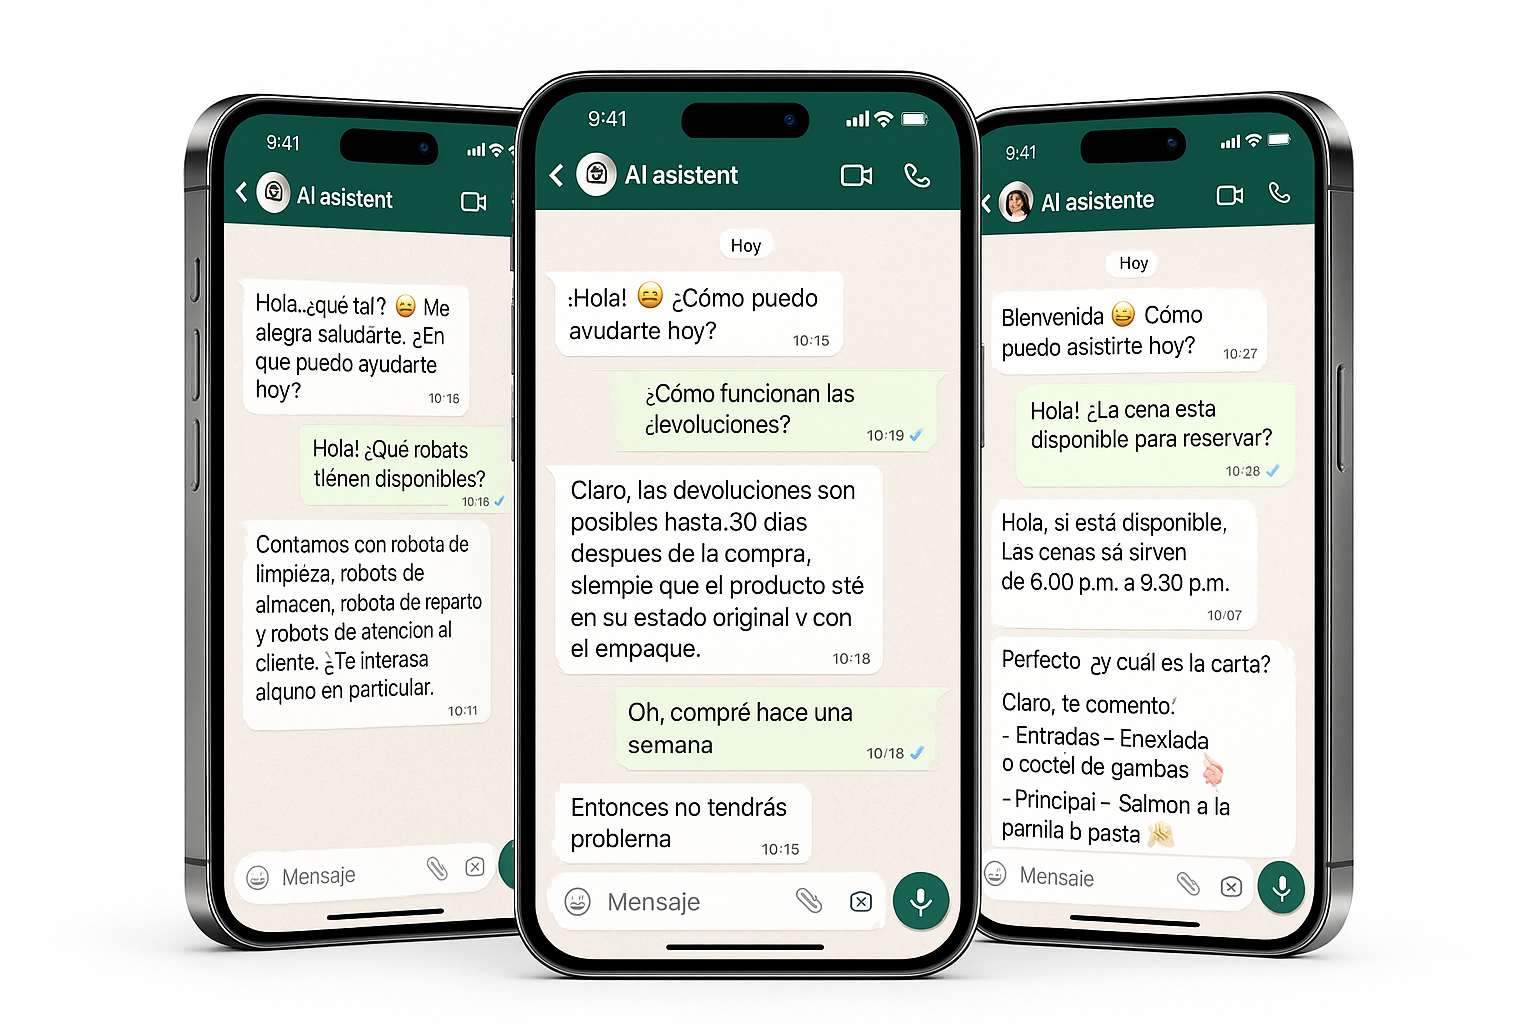 9:41
AI asistent
Hola..¿qué tal? 😄 Me
alegra saludarte. ¿En
que puedo ayudarte
hoy?
10:16
Hola! ¿Qué robats
tlénen disponibles?
10:16
Contamos con robota de
limpièza, robots de
almacen, robota de reparto
y robots de atencion al
cliente. ¿Te interasa
alquno en particular.
10:11
Mensaje
9:41
AI asistent
Hoy
:Hola! 😄 ¿Cómo puedo
avudarte hoy?
10:15
¿Cómo funcionan las
¿levoluciones?
10:19
Claro, las devoluciones son
posibles hasta.30 dias
despues de la compra,
slempie que el producto sté
en su estado original v con
el empaque.
10:18
Oh, compré hace una
semana
10/18
Entonces no tendrás
problerna
10:15
Mensaje
9:41
AI asistente
Hoy
Blenvenida 😄 Cómo
puedo asistirte hoy?
10:27
Hola! ¿La cena esta
disponible para reservar?
10:28
Hola, si está disponible,
Las cenas sá sirven
de 6.00 p.m. a 9.30 p.m.
10/07
Perfecto ¿y cuál es la carta?
Claro, te comento:
- Entradas – Enexlada
o coctel de gambas
- Principai – Salmon a la
parnila b pasta
Mensaie